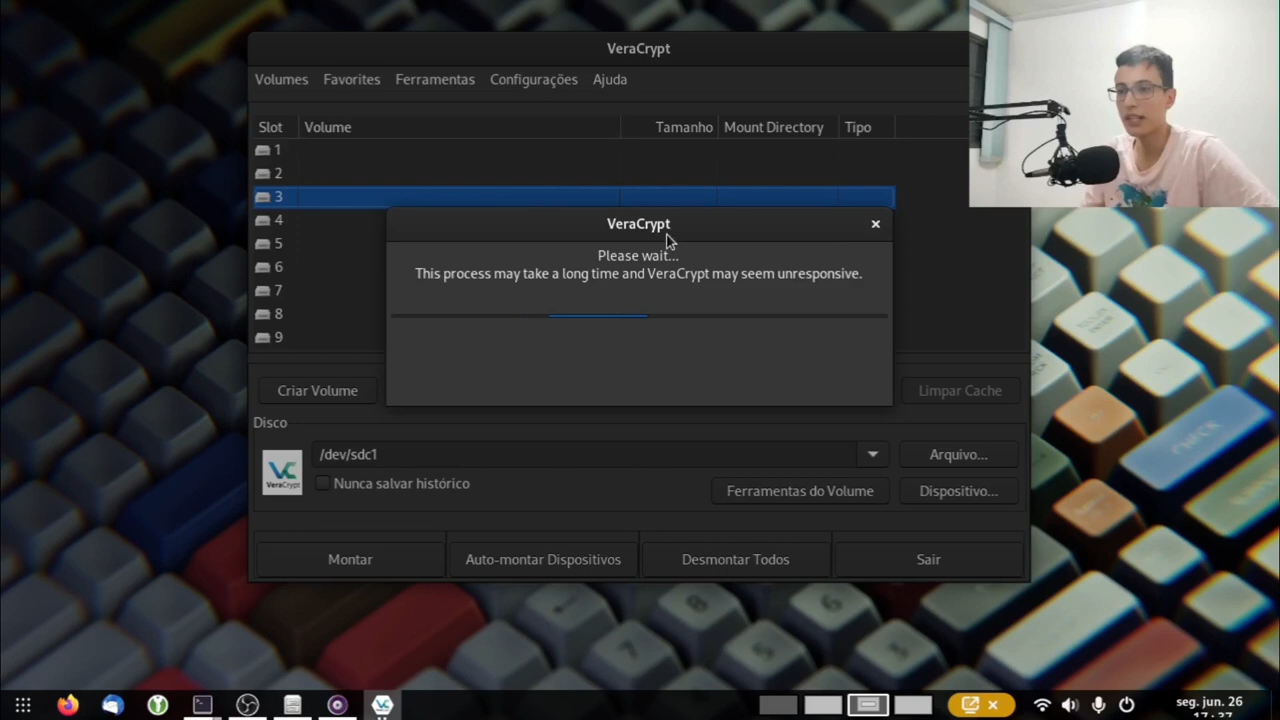 VeraCrypt
Volumes Favorites Ferramentas Configurações Ajuda
Slot Volume Tamanho Mount Directory Tipo
1
2
3
4
5
6
7
8
9
VeraCrypt
Please wait...
This process may take a long time and VeraCrypt may seem unresponsive.
Criar Volume Limpar Cache
Disco
/dev/sdc1 Arquivo...
VeraCrypt
Nunca salvar histórico Ferramentas do Volume Dispositivo...
Montar Auto-montar Dispositivos Desmontar Todos Sair
seg. jun. 26
17:37